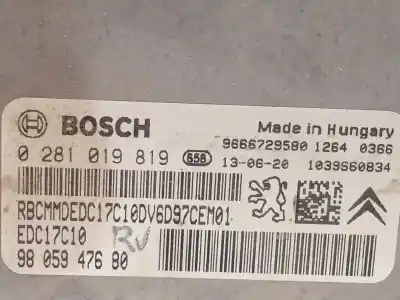 BOSCH
Made in Hungary
9666729580 1264 0366
0 281 019 819 658
13-06-20 1039S60834
RBCMMDEDC17C10DV6D97CEM01
EDC17C10 RV
98 059 476 80